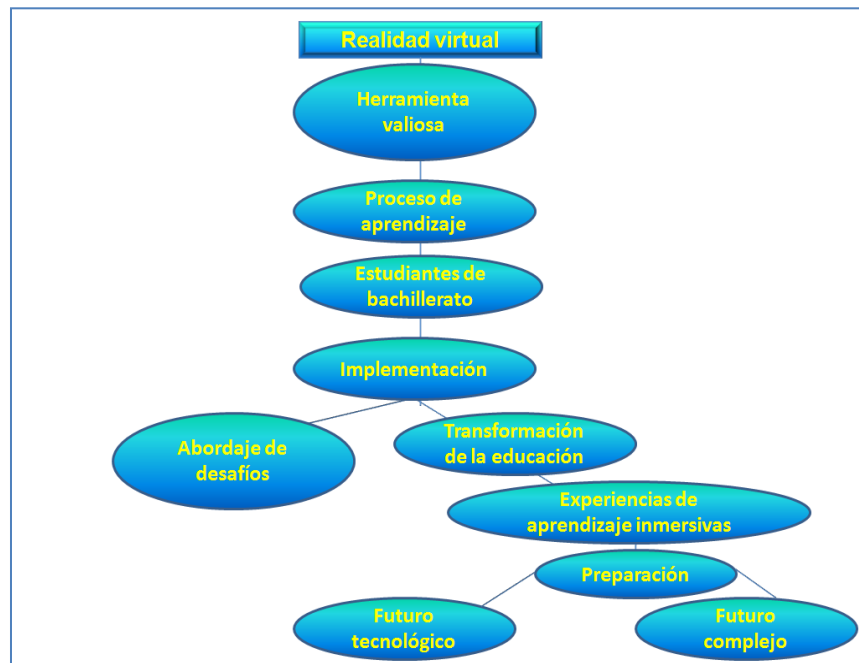 Realidad virtual
Herramienta
valiosa
Proceso de
aprendizaje
Estudiantes de
bachillerato
Implementación
Abordaje de
desafíos
Transformación
de la educación
Experiencias de
aprendizaje inmersivas
Preparación
Futuro
tecnológico
Futuro
complejo